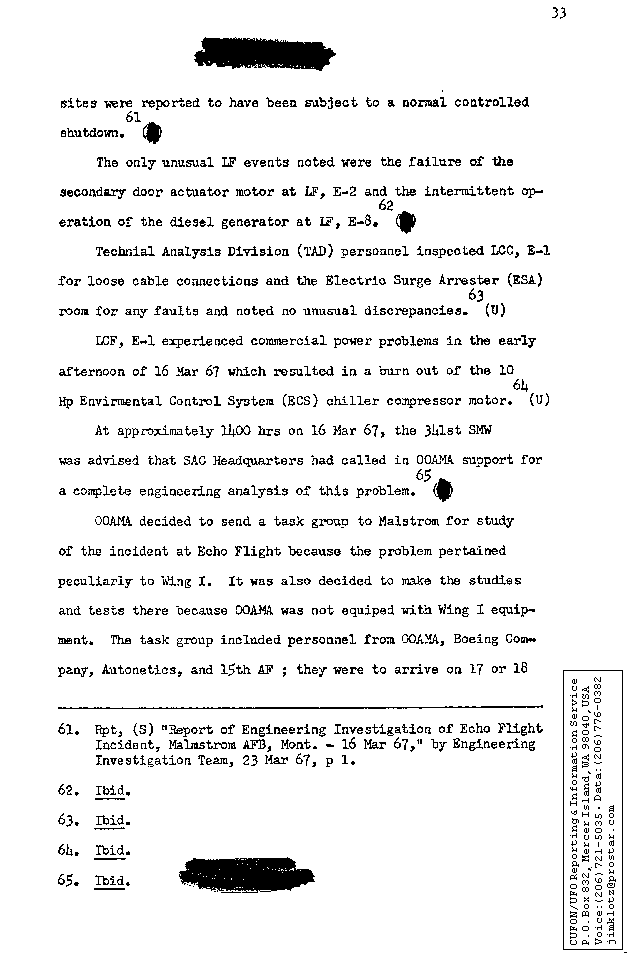 33
sites were reported to have been subject to a normal controlled
61
shutdown. ( )
The only unusual LF events noted were the failure of the
secondary door actuator motor at LF, E-2 and the intermittent op-
62
eration of the diesel generator at LF, E-8. ( )
Technial Analysis Division (TAD) personnel inspected LCC, E-1
for loose cable connections and the Electric Surge Arrester (ESA)
63
room for any faults and noted no unusual discrepancies. (U)
LCF, E-1 experienced commercial power problems in the early
afternoon of 16 Mar 67 which resulted in a burn out of the 10
64
Hp Envirmental Control System (ECS) chiller compressor motor. (U)
At approximately 1400 hrs on 16 Mar 67, the 341st SMW
was advised that SAC Headquarters had called in OOAMA support for
65
a complete engineering analysis of this problem. ( )
OOAMA decided to send a task group to Malstrom for study
of the incident at Echo Flight because the problem pertained
peculiarly to Wing I. It was also decided to make the studies
and tests there because OOAMA was not equiped with Wing I equip-
ment. The task group included personnel from OOAMA, Boeing Com-
pany, Autonetics, and 15th AF ; they were to arrive on 17 or 18
61. Rpt, (S) "Report of Engineering Investigation of Echo Flight
Incident, Malmstrom AFB, Mont. - 16 Mar 67," by Engineering
Investigation Team, 23 Mar 67, p 1.
62. Ibid.
63. Ibid.
64. Ibid.
65. Ibid.
CUFON/UFO Reporting & Information Service
P.O. Box 832, Mercer Island, WA 98040, USA
Voice:(206)721-5035 · Data:(206)776-0382
jimklotz@prostar.com